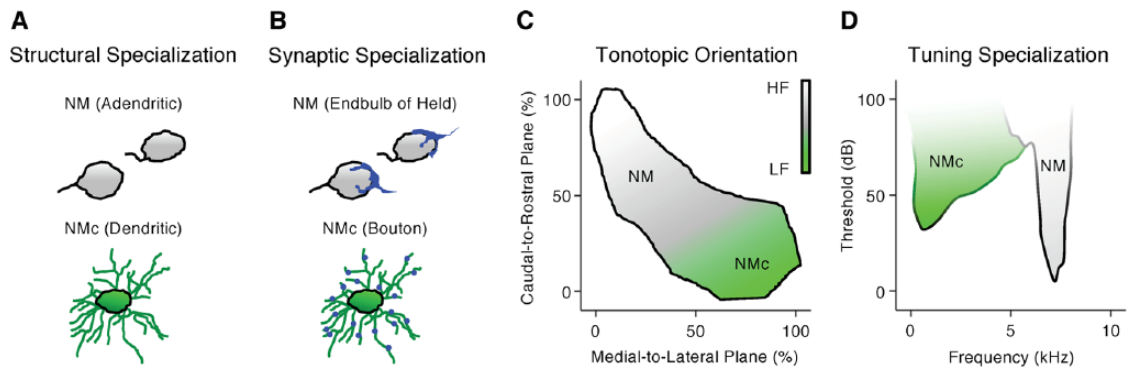 A
Structural Specialization
NM (Adendritic)
NMc (Dendritic)
B
Synaptic Specialization
NM (Endbulb of Held)
NMc (Bouton)
C
Tonotopic Orientation
Caudal-to-Rostral Plane (%)
100
50
0
HF
LF
NM
NMc
0 50 100
Medial-to-Lateral Plane (%)
D
Tuning Specialization
Threshold (dB)
100
50
0
NMc
NM
0 5 10
Frequency (kHz)